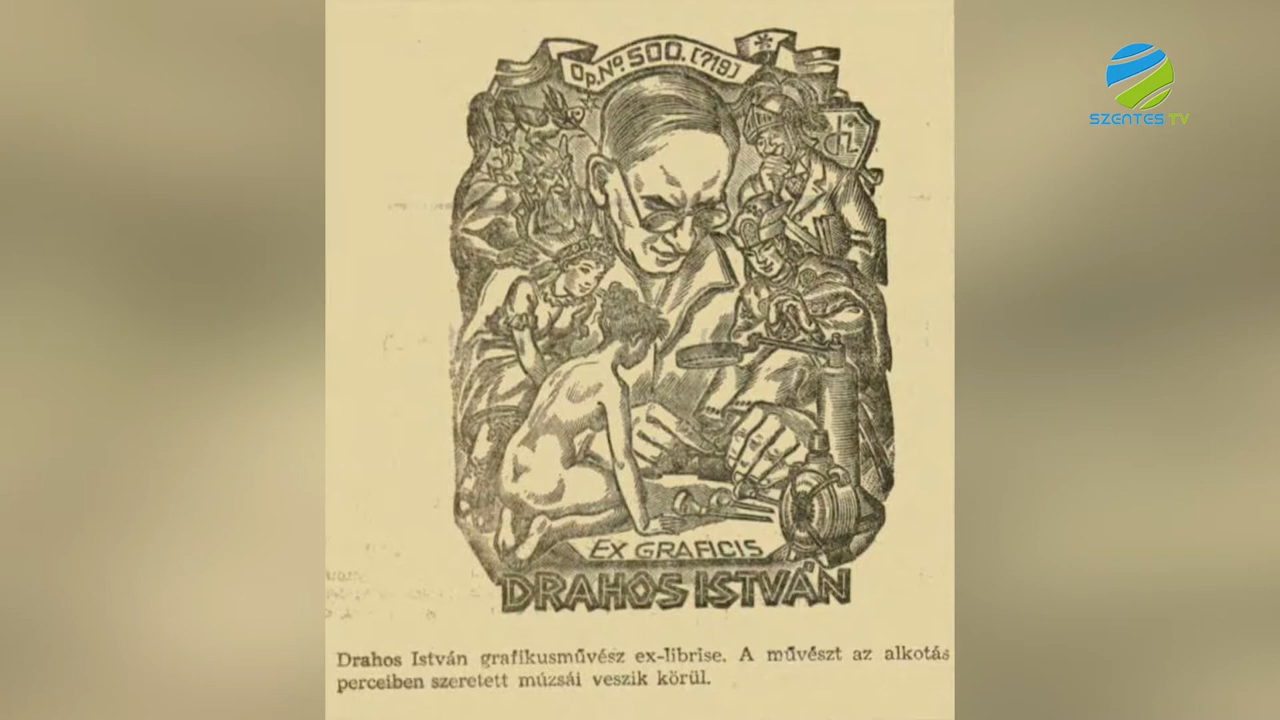 Op. Nº. 500. (719)
SZENTES TV
EX GRAFICIS
DRAHOS ISTVÁN
Drahos István grafikusművész ex-librise. A művészt az alkotás
perceiben szeretett múzsái veszik körül.